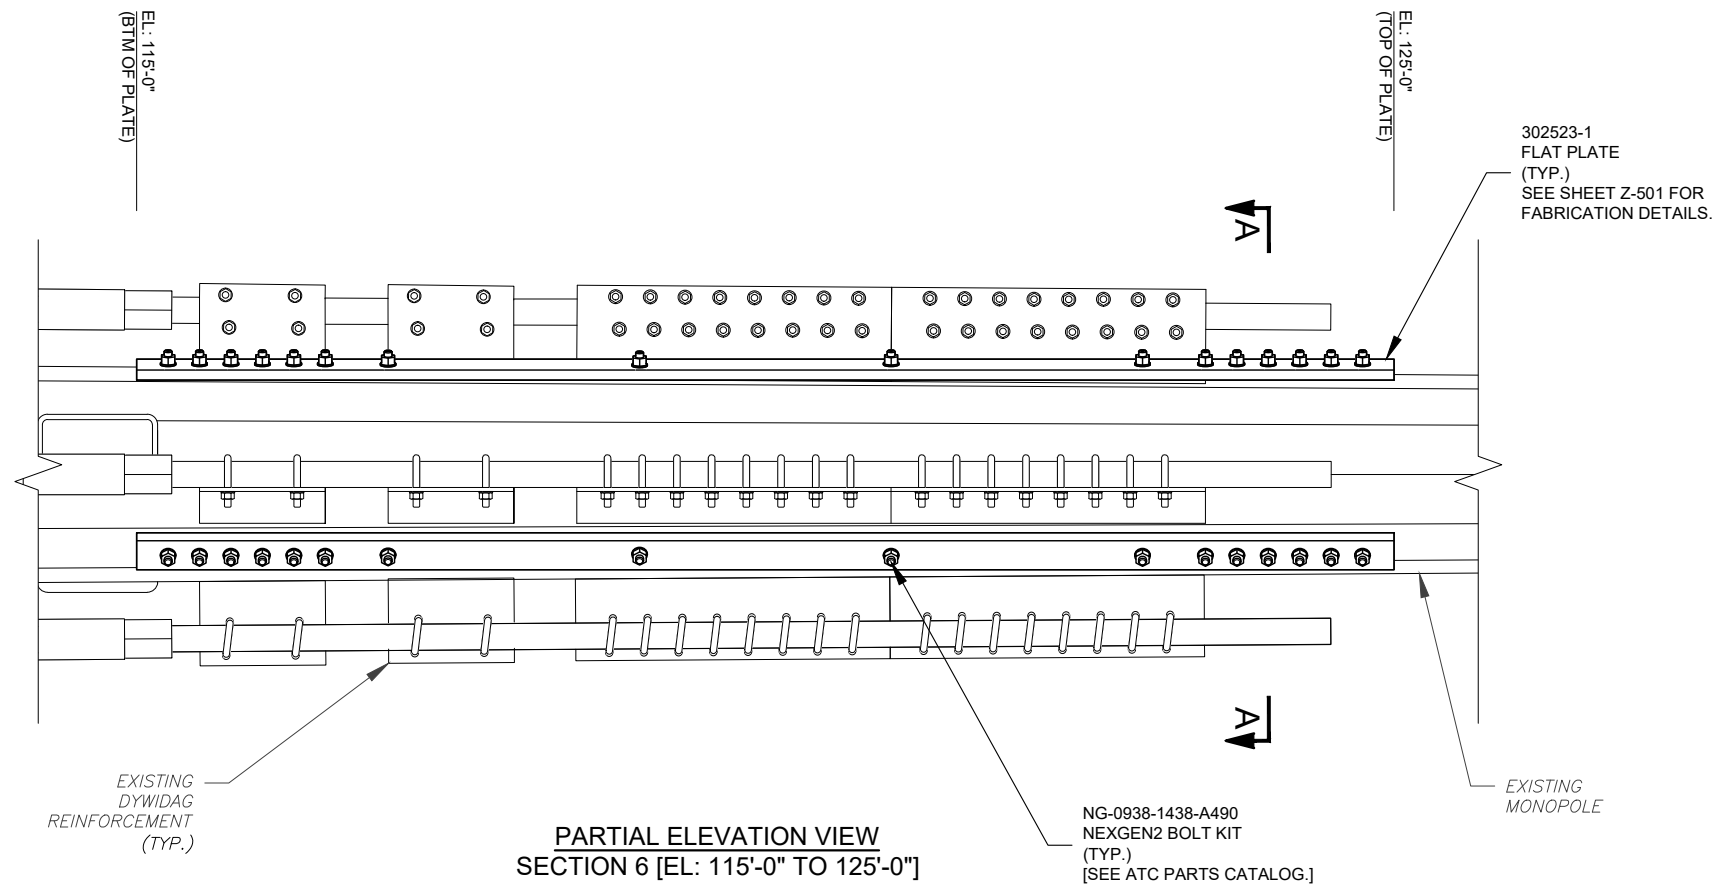 EL: 115'-0"
(BTM OF PLATE)
EL: 125'-0"
(TOP OF PLATE)
302523-1
FLAT PLATE
(TYP.)
SEE SHEET Z-501 FOR
FABRICATION DETAILS.
A
A
EXISTING
DYWIDAG
REINFORCEMENT
(TYP.)
PARTIAL ELEVATION VIEW
SECTION 6 [EL: 115'-0" TO 125'-0"]
NG-0938-1438-A490
NEXGEN2 BOLT KIT
(TYP.)
[SEE ATC PARTS CATALOG.]
EXISTING
MONOPOLE